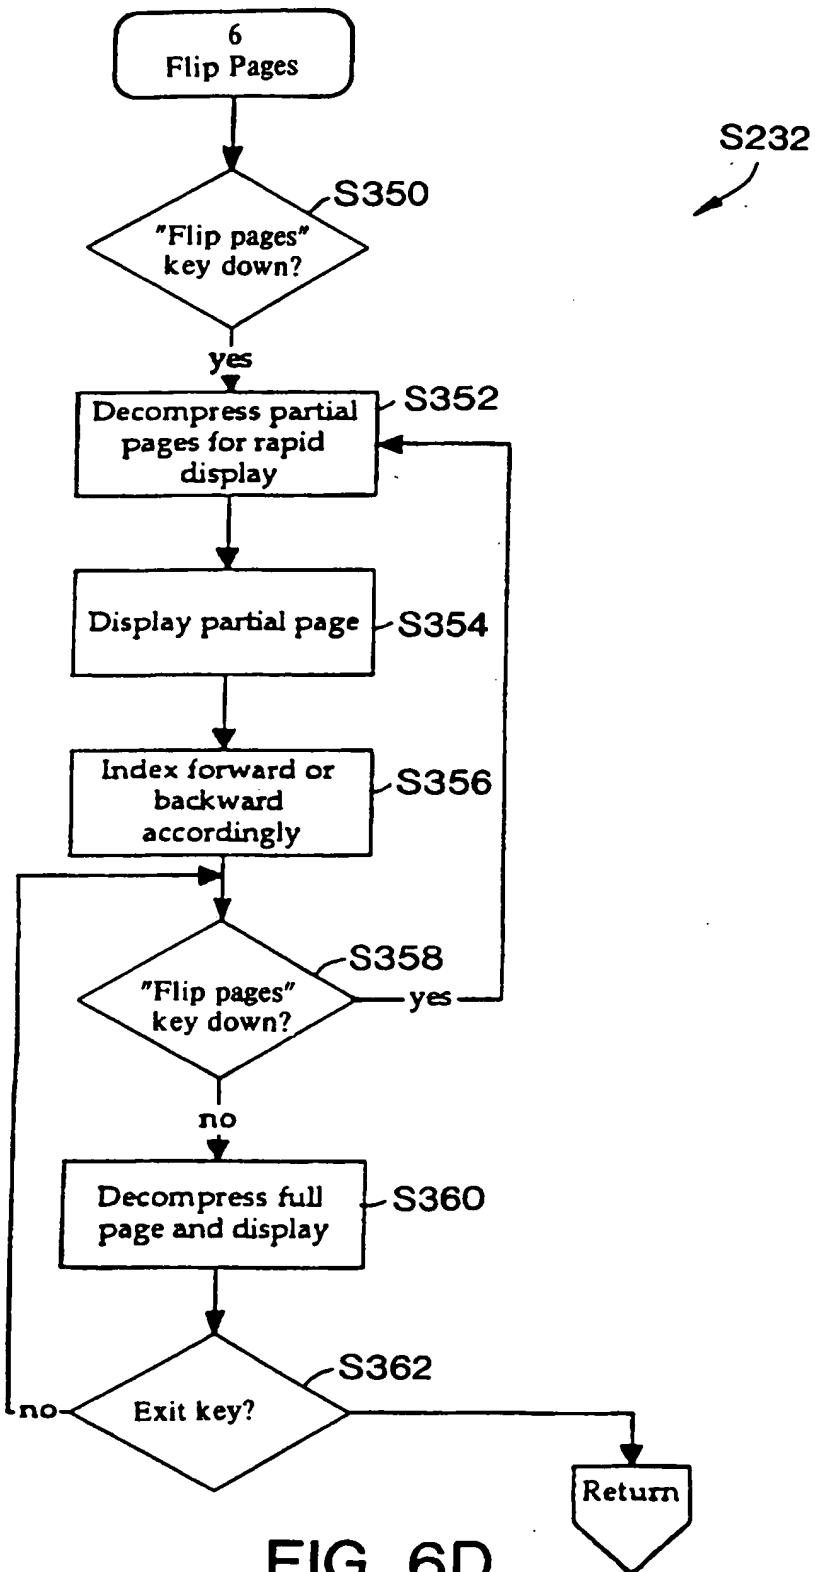 6
Flip Pages
S232
S350
"Flip pages"
key down?
yes
S352
Decompress partial
pages for rapid
display
Display partial page
S354
Index forward or
backward
accordingly
S356
S358
"Flip pages"
key down?
yes
no
Decompress full
page and display
S360
S362
Exit key?
no
Return
FIG. 6D